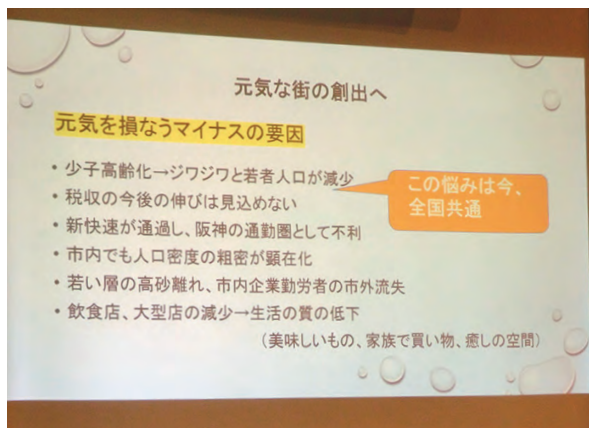 元気な街の創出へ
元気を損なうマイナスの要因
• 少子高齢化→ジワジワと若者人口が減少
この悩みは今、
全国共通
• 税収の今後の伸びは見込めない
• 新快速が通過し、阪神の通勤圏として不利
• 市内でも人口密度の粗密が顕在化
• 若い層の高砂離れ、市内企業勤労者の市外流失
• 飲食店、大型店の減少→生活の質の低下
（美味しいもの、家族で買い物、癒しの空間）